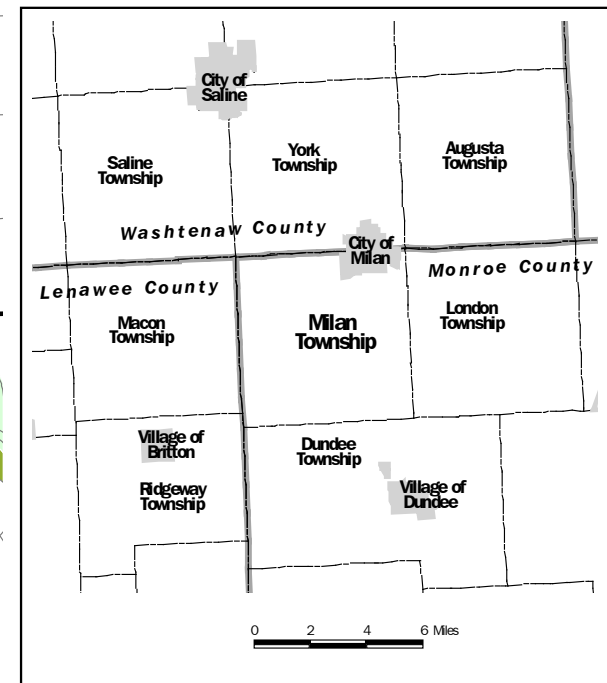 City of
Saline
York
Township
Augusta
Township
Saline
Township
Washtenaw County
City of
Milan
Monroe County
Lenawee County
Macon
Township
Milan
Township
London
Township
Village of
Britton
Dundee
Township
Ridgeway
Township
Village of
Dundee
0 2 4 6 Miles